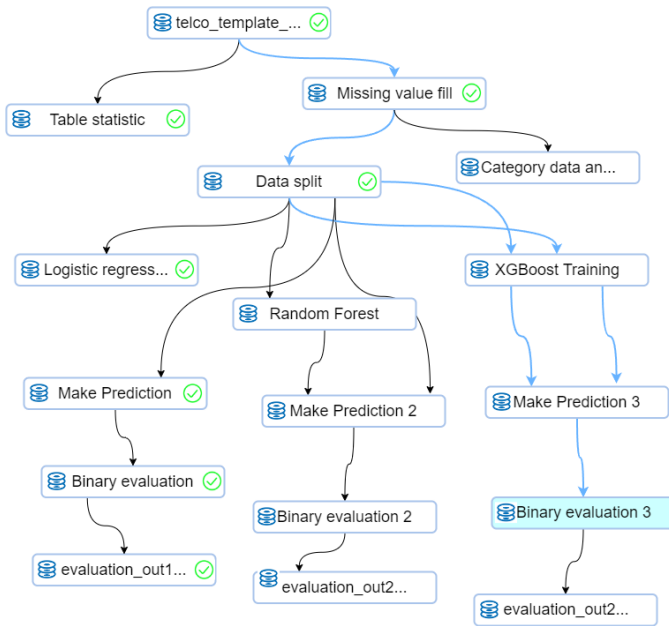 telco_template_...
Missing value fill
Table statistic
Category data an...
Data split
Logistic regress...
XGBoost Training
Random Forest
Make Prediction
Make Prediction 2
Make Prediction 3
Binary evaluation
Binary evaluation 2
Binary evaluation 3
evaluation_out1...
evaluation_out2...
evaluation_out2...